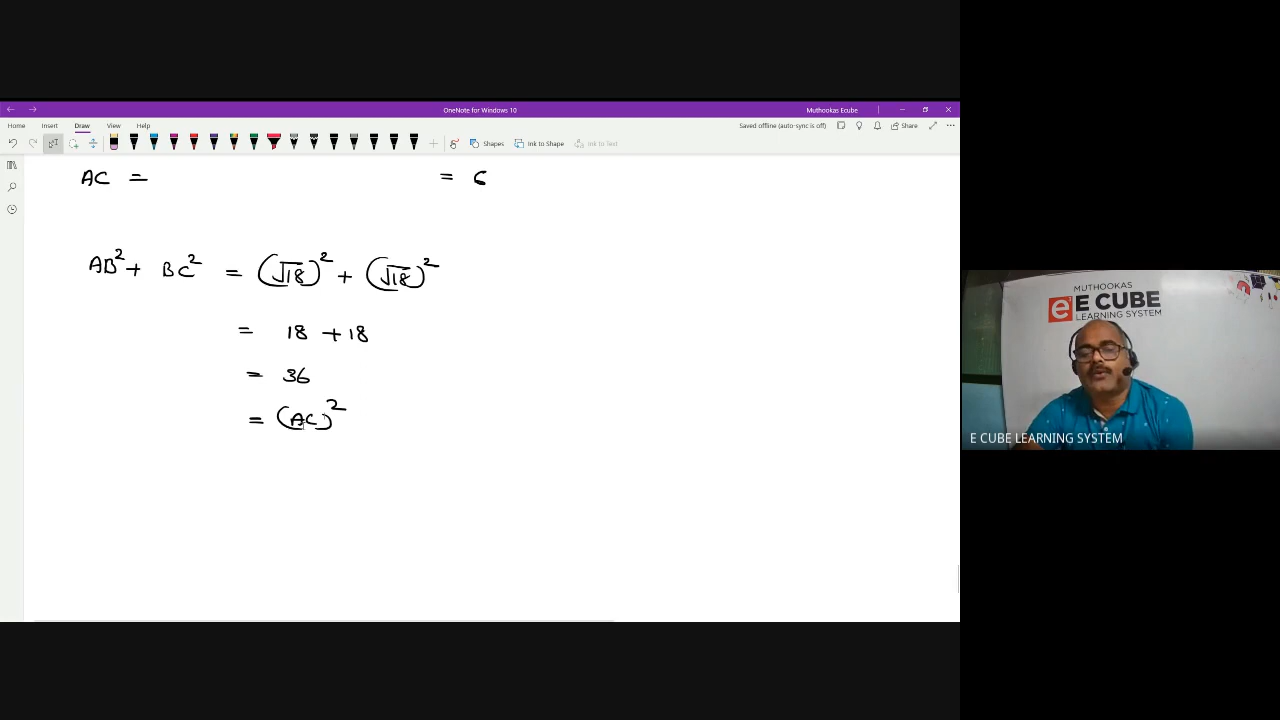 OneNote for Windows 10
Muthookas Ecube
Home Insert Draw View Help
Saved offline (auto-sync is off)
Share
Shapes
Ink to Shape
Ink to Text
AC = = 6
AB² + BC² = (√18)² + (√18)²
= 18 + 18
= 36
= (AC)²
MUTHOOKAS
e E CUBE
LEARNING SYSTEM
E CUBE LEARNING SYSTEM